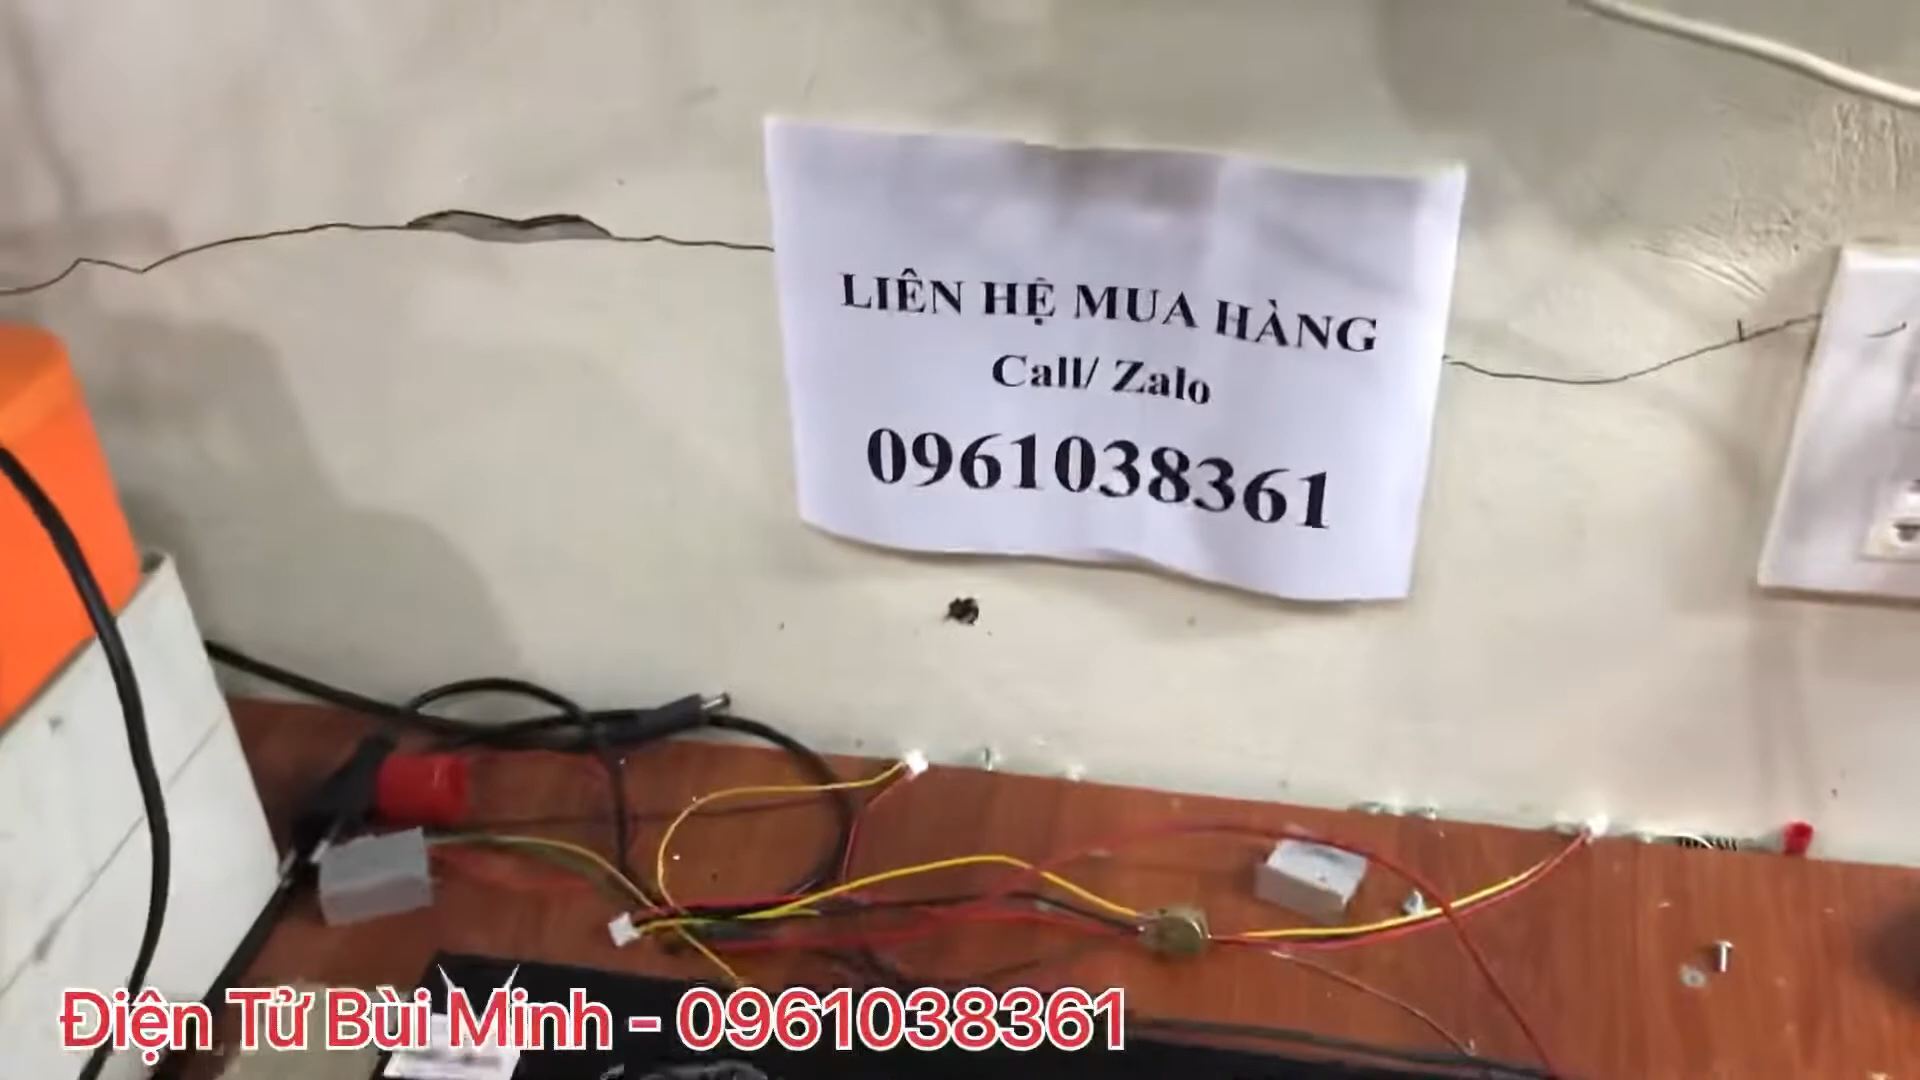 LIÊN HỆ MUA HÀNG
Call/ Zalo
0961038361
Điện Tử Bùi Minh - 0961038361